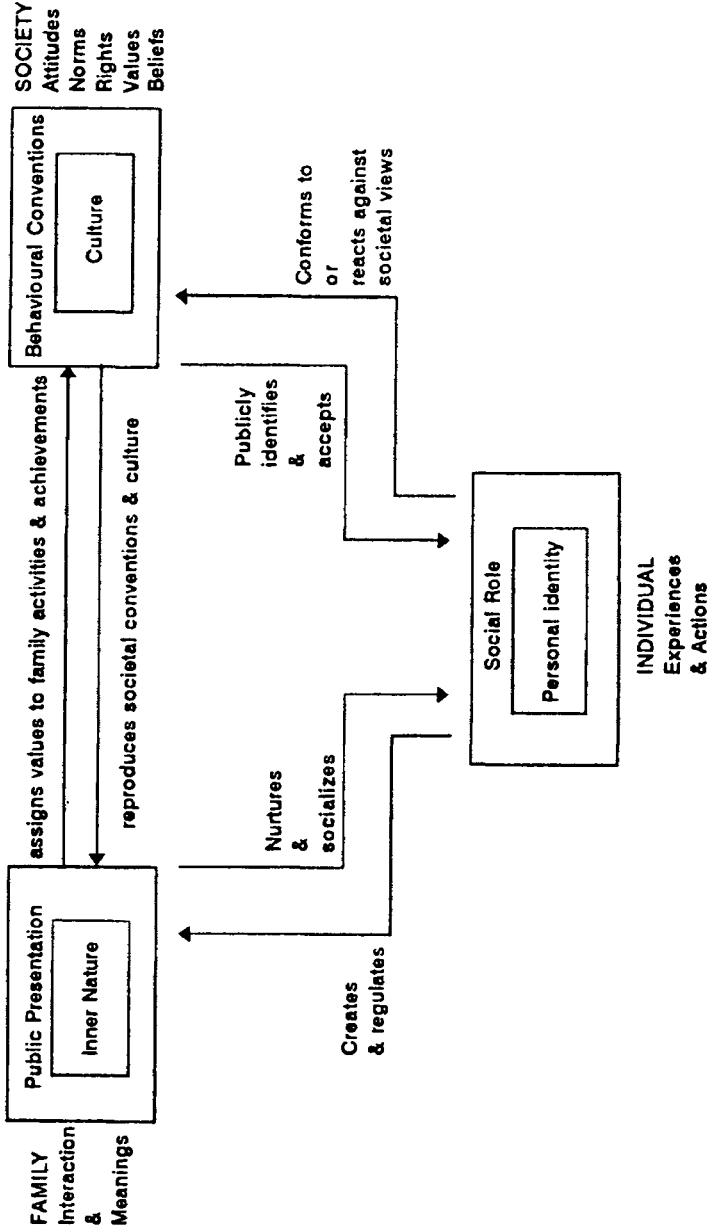 FAMILY
Interaction
&
Meanings
Public Presentation
Inner Nature
assigns values to family activities & achievements
reproduces societal conventions & culture
Behavioural Conventions
Culture
SOCIETY
Attitudes
Norms
Rights
Values
Beliefs
Creates
& regulates
Nurtures
&
socializes
Publicly
identifies
&
accepts
Conforms to
or
reacts against
societal views
Social Role
Personal identity
INDIVIDUAL
Experiences
& Actions